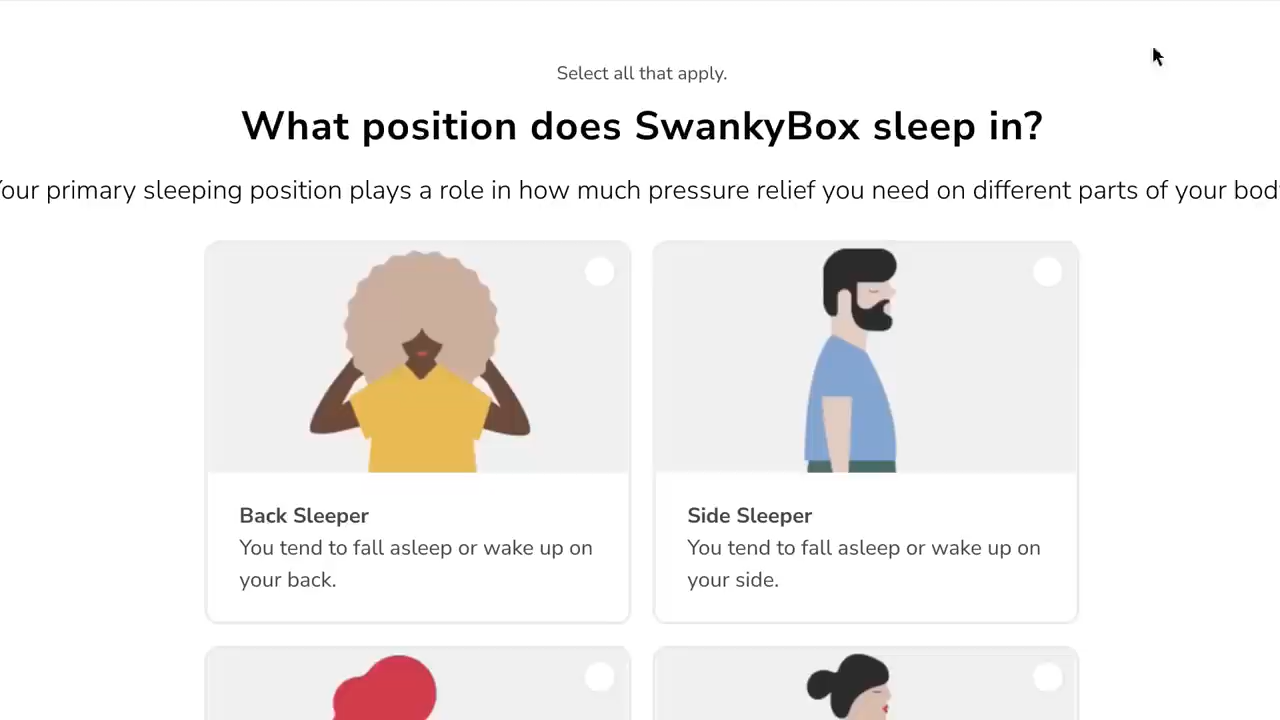 Select all that apply.
What position does SwankyBox sleep in?
Your primary sleeping position plays a role in how much pressure relief you need on different parts of your
Back Sleeper
You tend to fall asleep or wake up on
your back.
Side Sleeper
You tend to fall asleep or wake up on
your side.